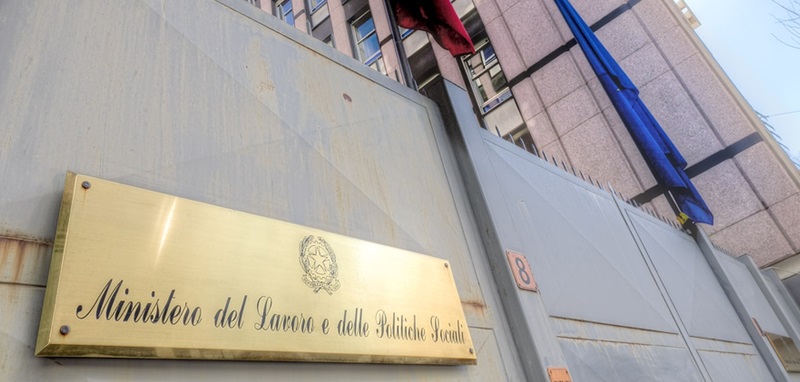 Ministero del Lavoro e delle Politiche Sociali
8